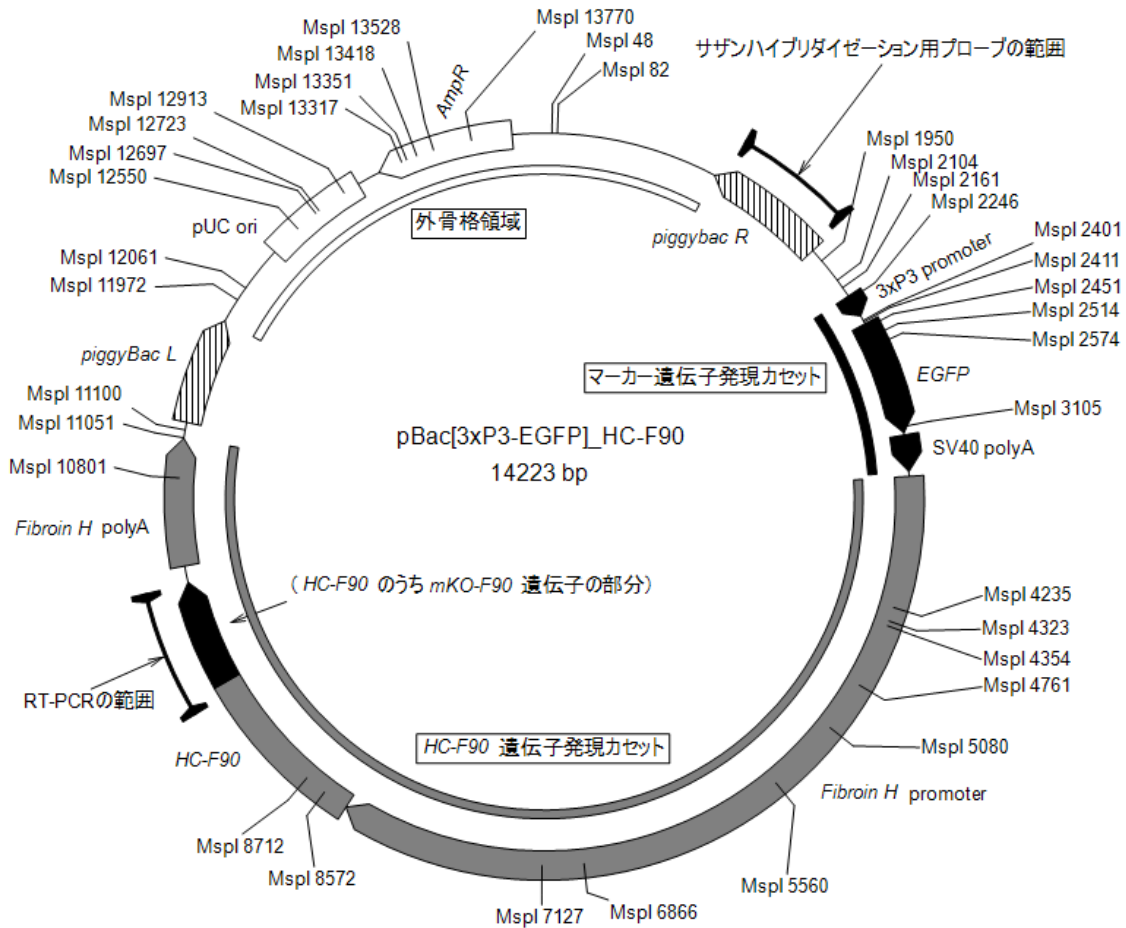 MspI 13770
MspI 13528
MspI 13418
MspI 13351
MspI 13317
MspI 48
MspI 82
サザンハイブリダイゼーション用プローブの範囲
AmpR
MspI 12913
MspI 12723
MspI 12697
MspI 12550
pUC ori
外骨格領域
piggybac R
MspI 1950
MspI 2104
MspI 2161
MspI 2246
3xP3 promoter
MspI 2401
MspI 2411
MspI 2451
MspI 2514
MspI 2574
EGFP
MspI 3105
SV40 polyA
MspI 12061
MspI 11972
piggyBac L
MspI 11100
MspI 11051
MspI 10801
Fibroin H polyA
マーカー遺伝子発現カセット
pBac[3xP3-EGFP]_HC-F90
14223 bp
( HC-F90 のうち mKO-F90 遺伝子の部分)
RT-PCRの範囲
HC-F90
HC-F90 遺伝子発現カセット
MspI 4235
MspI 4323
MspI 4354
MspI 4761
MspI 5080
Fibroin H promoter
MspI 5560
MspI 6866
MspI 7127
MspI 8572
MspI 8712